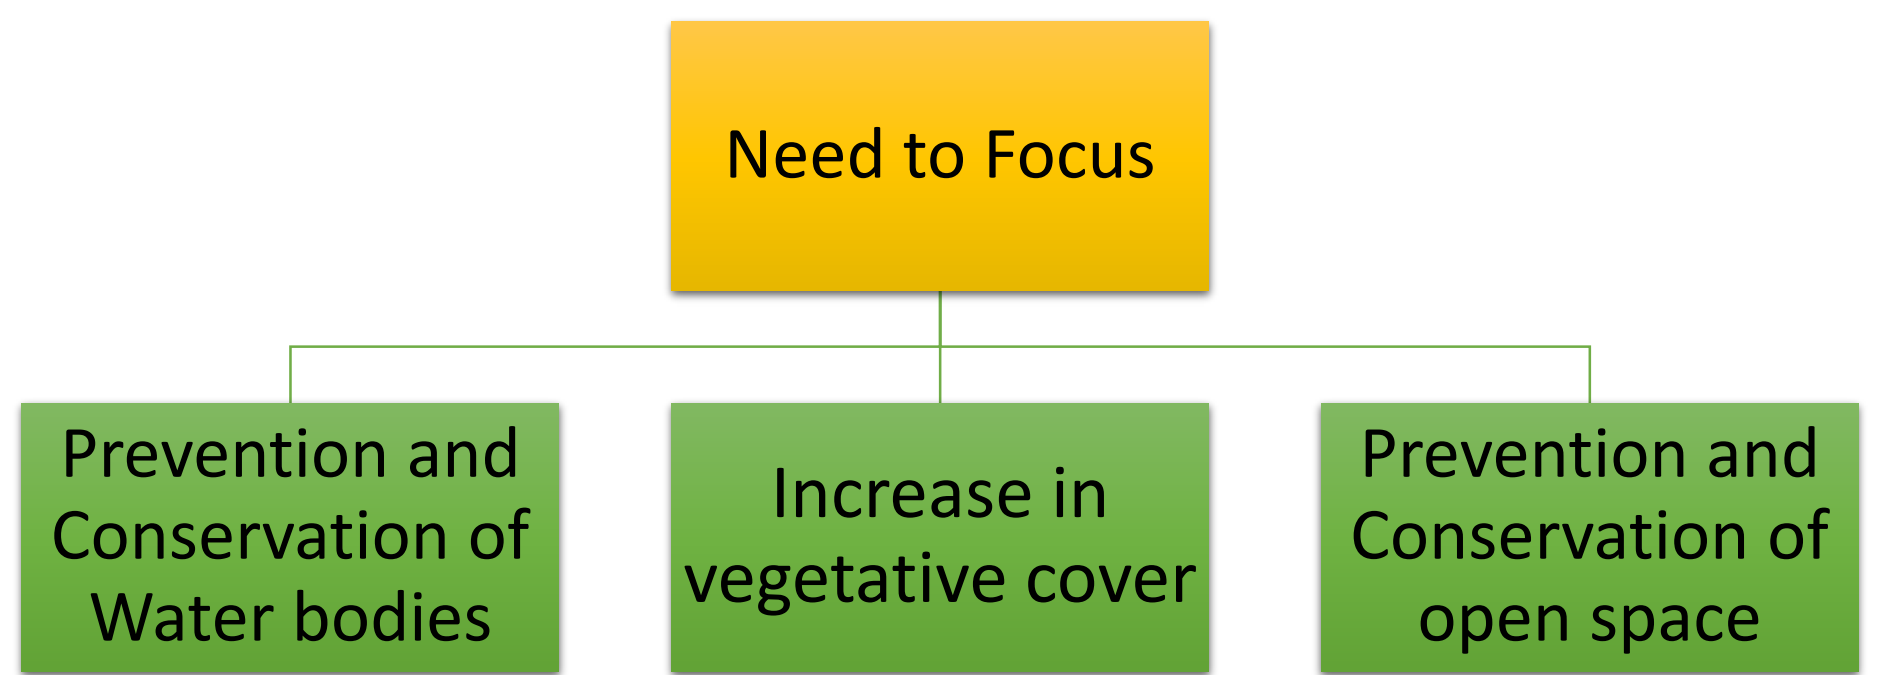 Need to Focus
Prevention and
Conservation of
Water bodies
Increase in
vegetative cover
Prevention and
Conservation of
open space